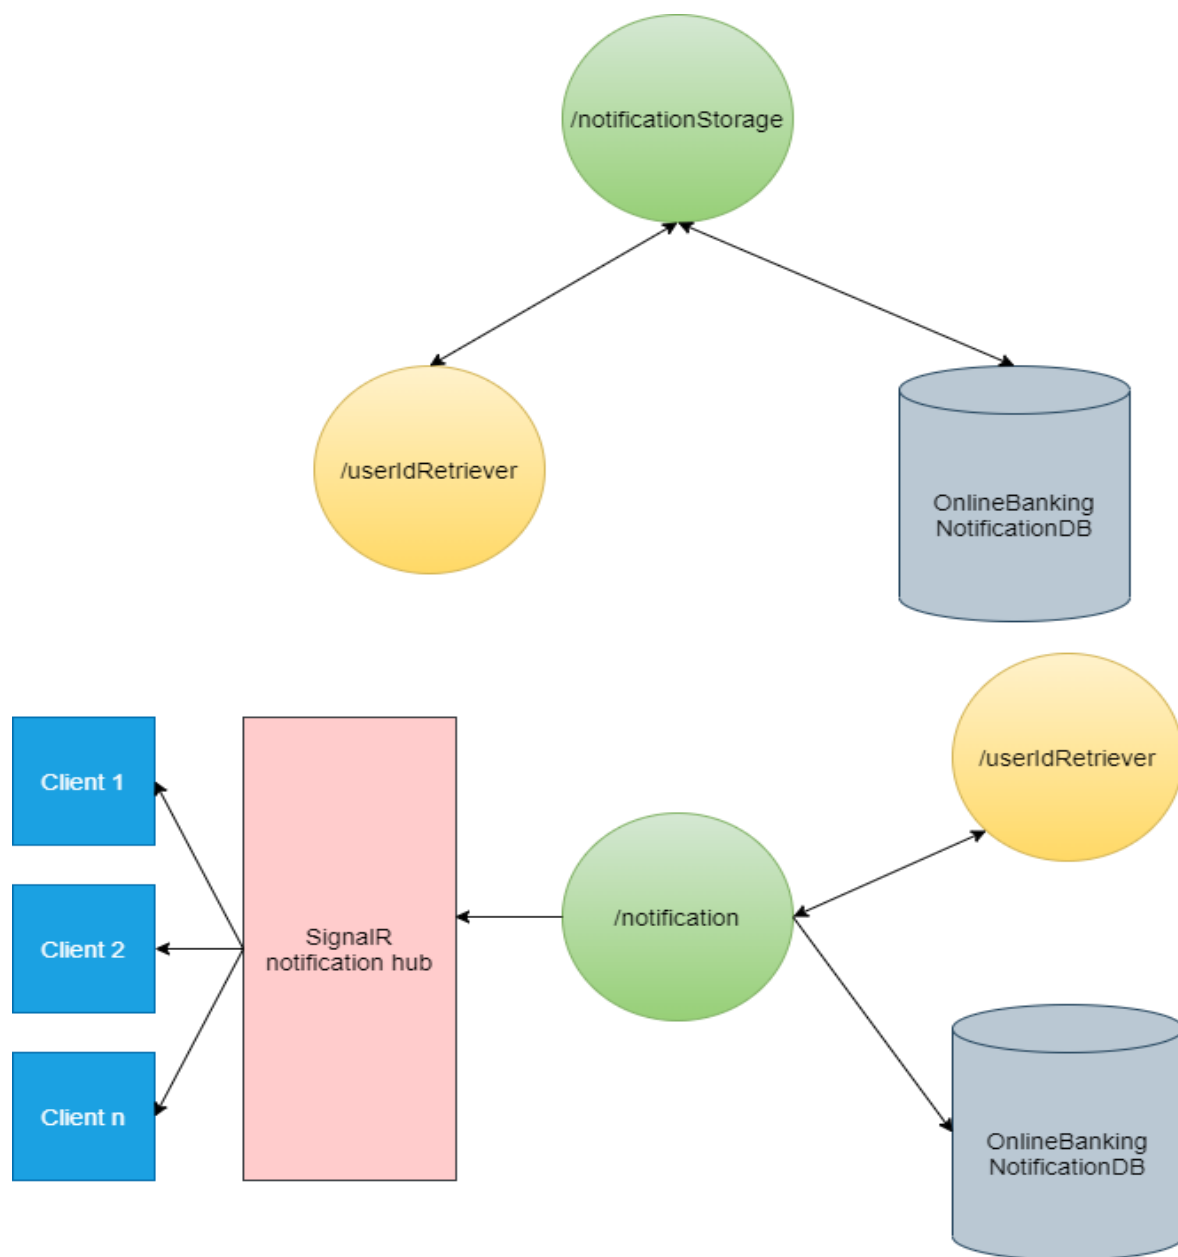 /notificationStorage
/userIdRetriever
OnlineBanking
NotificationDB
/userIdRetriever
Client 1
Client 2
Client n
SignalR
notification hub
/notification
OnlineBanking
NotificationDB